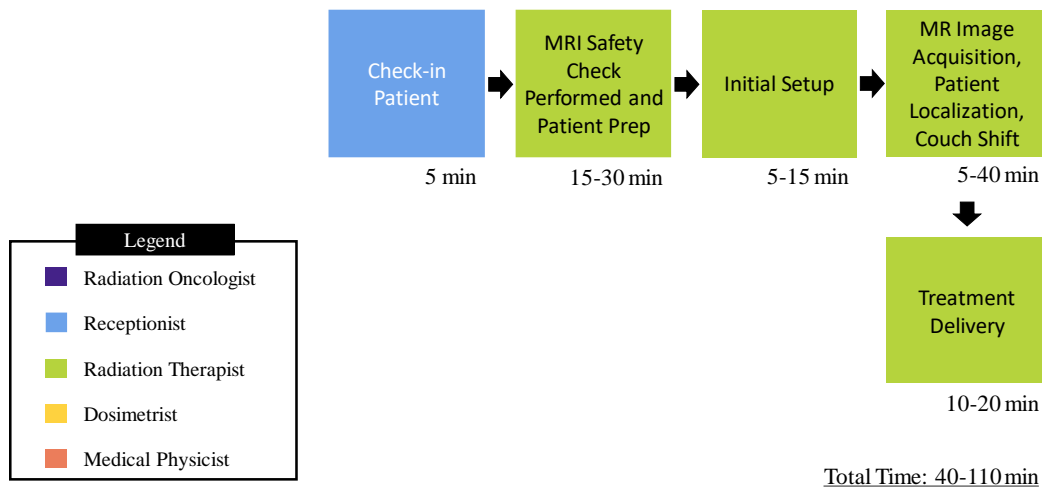 Check-in
Patient
5 min
MRI Safety
Check
Performed and
Patient Prep
15-30 min
Initial Setup
5-15 min
MR Image
Acquisition,
Patient
Localization,
Couch Shift
5-40 min
Treatment
Delivery
10-20 min
Legend
Radiation Oncologist
Receptionist
Radiation Therapist
Dosimetrist
Medical Physicist
Total Time: 40-110 min